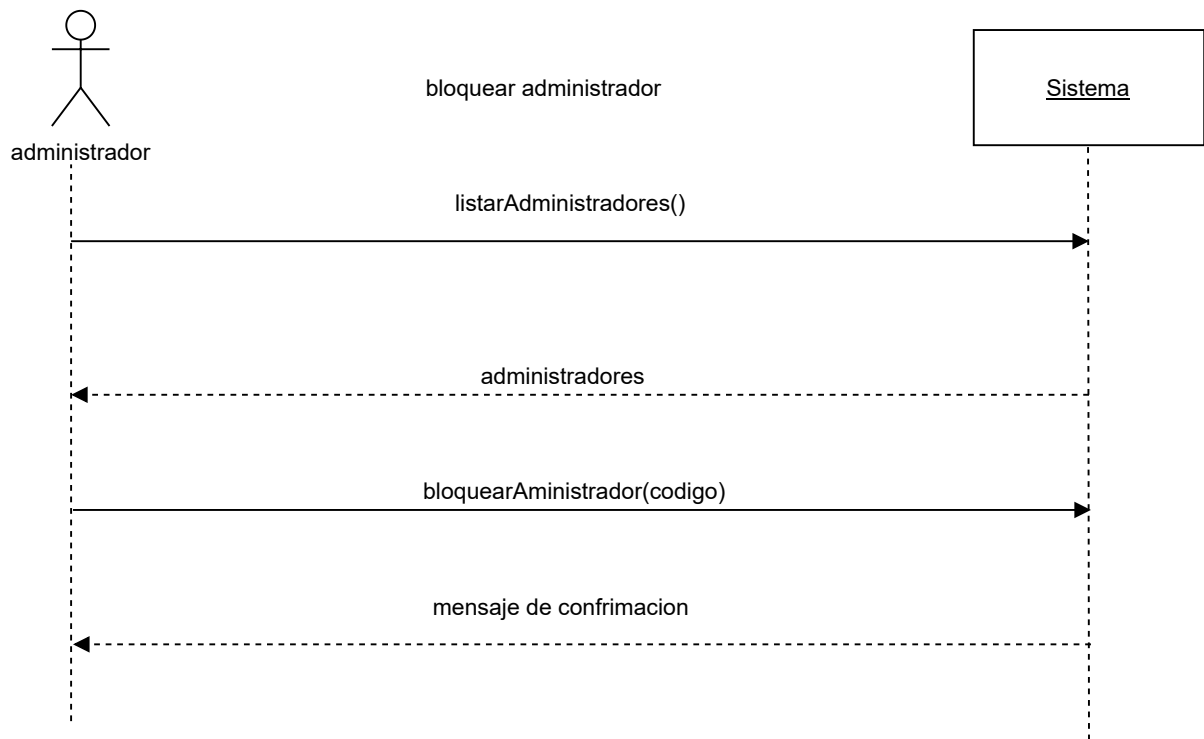 bloquear administrador
Sistema
administrador
listarAdministradores()
administradores
bloquearAministrador(codigo)
mensaje de confrimacion